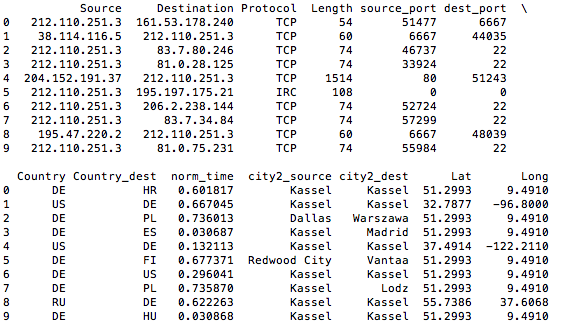 Source Destination Protocol Length source_port dest_port \
0 212.110.251.3 161.53.178.240 TCP 54 51477 6667
1 38.114.116.5 212.110.251.3 TCP 60 6667 44035
2 212.110.251.3 83.7.80.246 TCP 74 46737 22
3 212.110.251.3 81.0.28.125 TCP 74 33924 22
4 204.152.191.37 212.110.251.3 TCP 1514 80 51243
5 212.110.251.3 195.197.175.21 IRC 108 0 0
6 212.110.251.3 206.2.238.144 TCP 74 52724 22
7 212.110.251.3 83.7.34.84 TCP 74 57299 22
8 195.47.220.2 212.110.251.3 TCP 60 6667 48039
9 212.110.251.3 81.0.75.231 TCP 74 55984 22
Country Country_dest norm_time city2_source city2_dest Lat Long
0 DE HR 0.601817 Kassel Kassel 51.2993 9.4910
1 US DE 0.667045 Kassel Kassel 32.7877 -96.8000
2 DE PL 0.736013 Dallas Warszawa 51.2993 9.4910
3 DE ES 0.030687 Kassel Madrid 51.2993 9.4910
4 US DE 0.132113 Kassel Kassel 37.4914 -122.2110
5 DE FI 0.677371 Redwood City Vantaa 51.2993 9.4910
6 DE US 0.296041 Kassel Kassel 51.2993 9.4910
7 DE PL 0.735870 Kassel Lodz 51.2993 9.4910
8 RU DE 0.622263 Kassel Kassel 55.7386 37.6068
9 DE HU 0.030868 Kassel Kassel 51.2993 9.4910